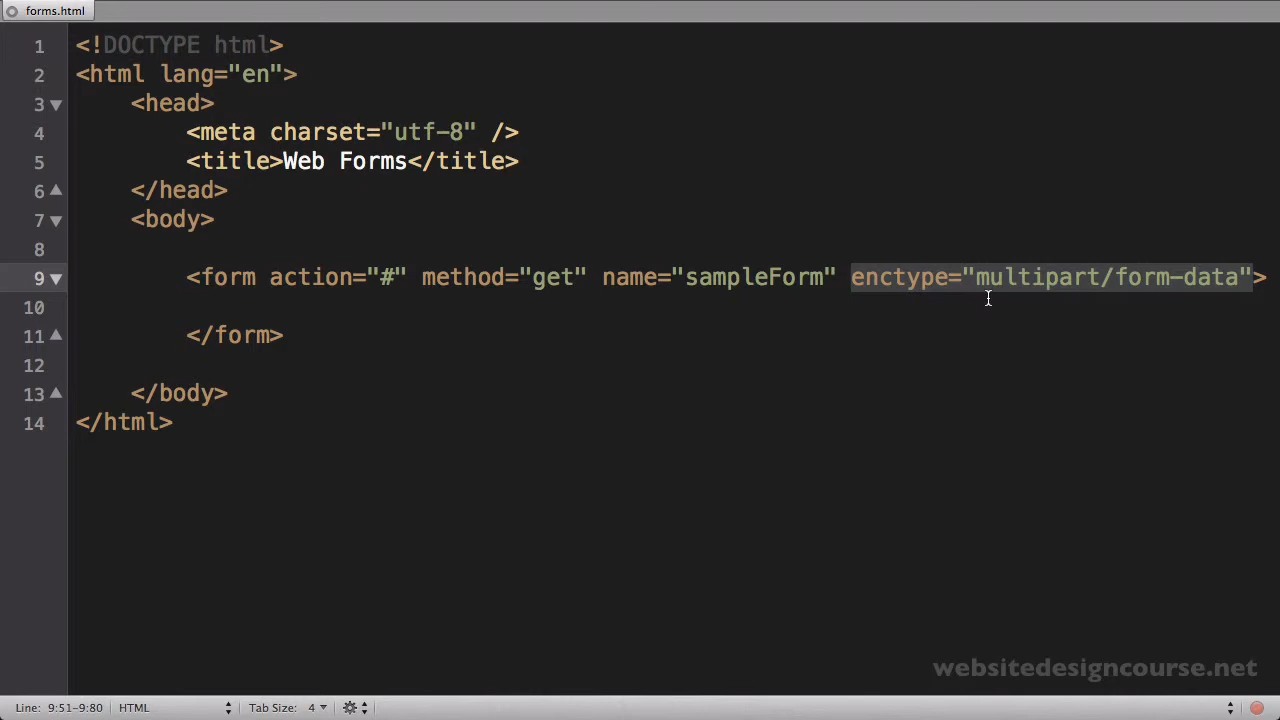 forms.html
1 <!DOCTYPE html>
2 <html lang="en">
3 <head>
4 <meta charset="utf-8" />
5 <title>Web Forms</title>
6 </head>
7 <body>
8
9 <form action="#" method="get" name="sampleForm" enctype="multipart/form-data">
10
11 </form>
12
13 </body>
14 </html>
websitedesigncourse.net
Line: 9:51-9:80 HTML Tab Size: 4